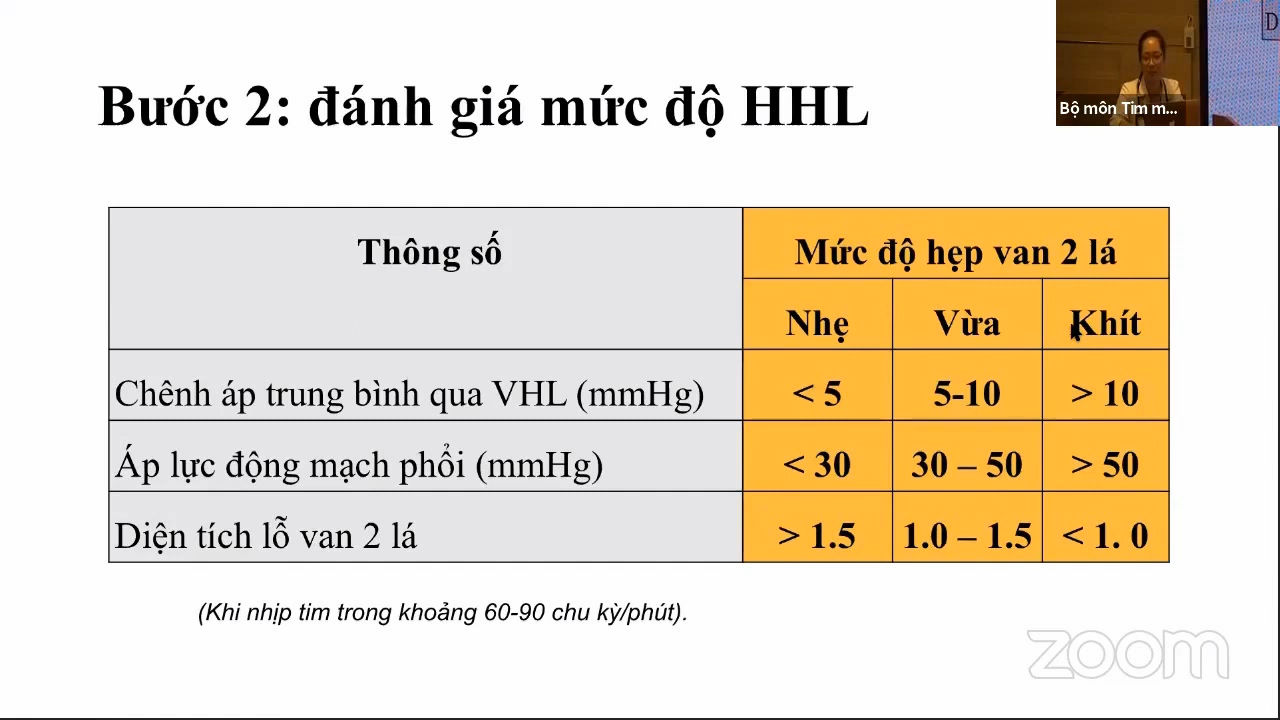 Bước 2: đánh giá mức độ HHL
D
Bộ môn Tim m...
Thông số
Mức độ hẹp van 2 lá
Nhẹ Vừa Khít
Chênh áp trung bình qua VHL (mmHg) < 5 5-10 > 10
Áp lực động mạch phổi (mmHg) < 30 30 – 50 > 50
Diện tích lỗ van 2 lá > 1.5 1.0 – 1.5 < 1. 0
(Khi nhịp tim trong khoảng 60-90 chu kỳ/phút).
zoom